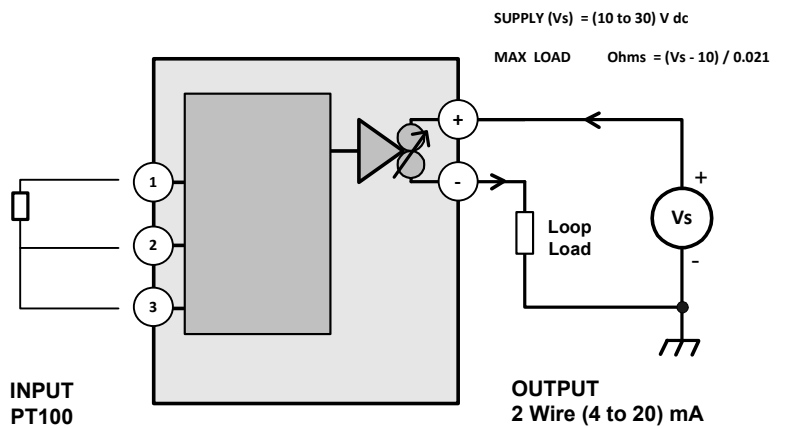 SUPPLY (Vs) = (10 to 30) V dc
MAX LOAD Ohms = (Vs - 10) / 0.021
+
1
-
+
Vs
Loop
Load
2
-
3
INPUT
PT100
OUTPUT
2 Wire (4 to 20) mA